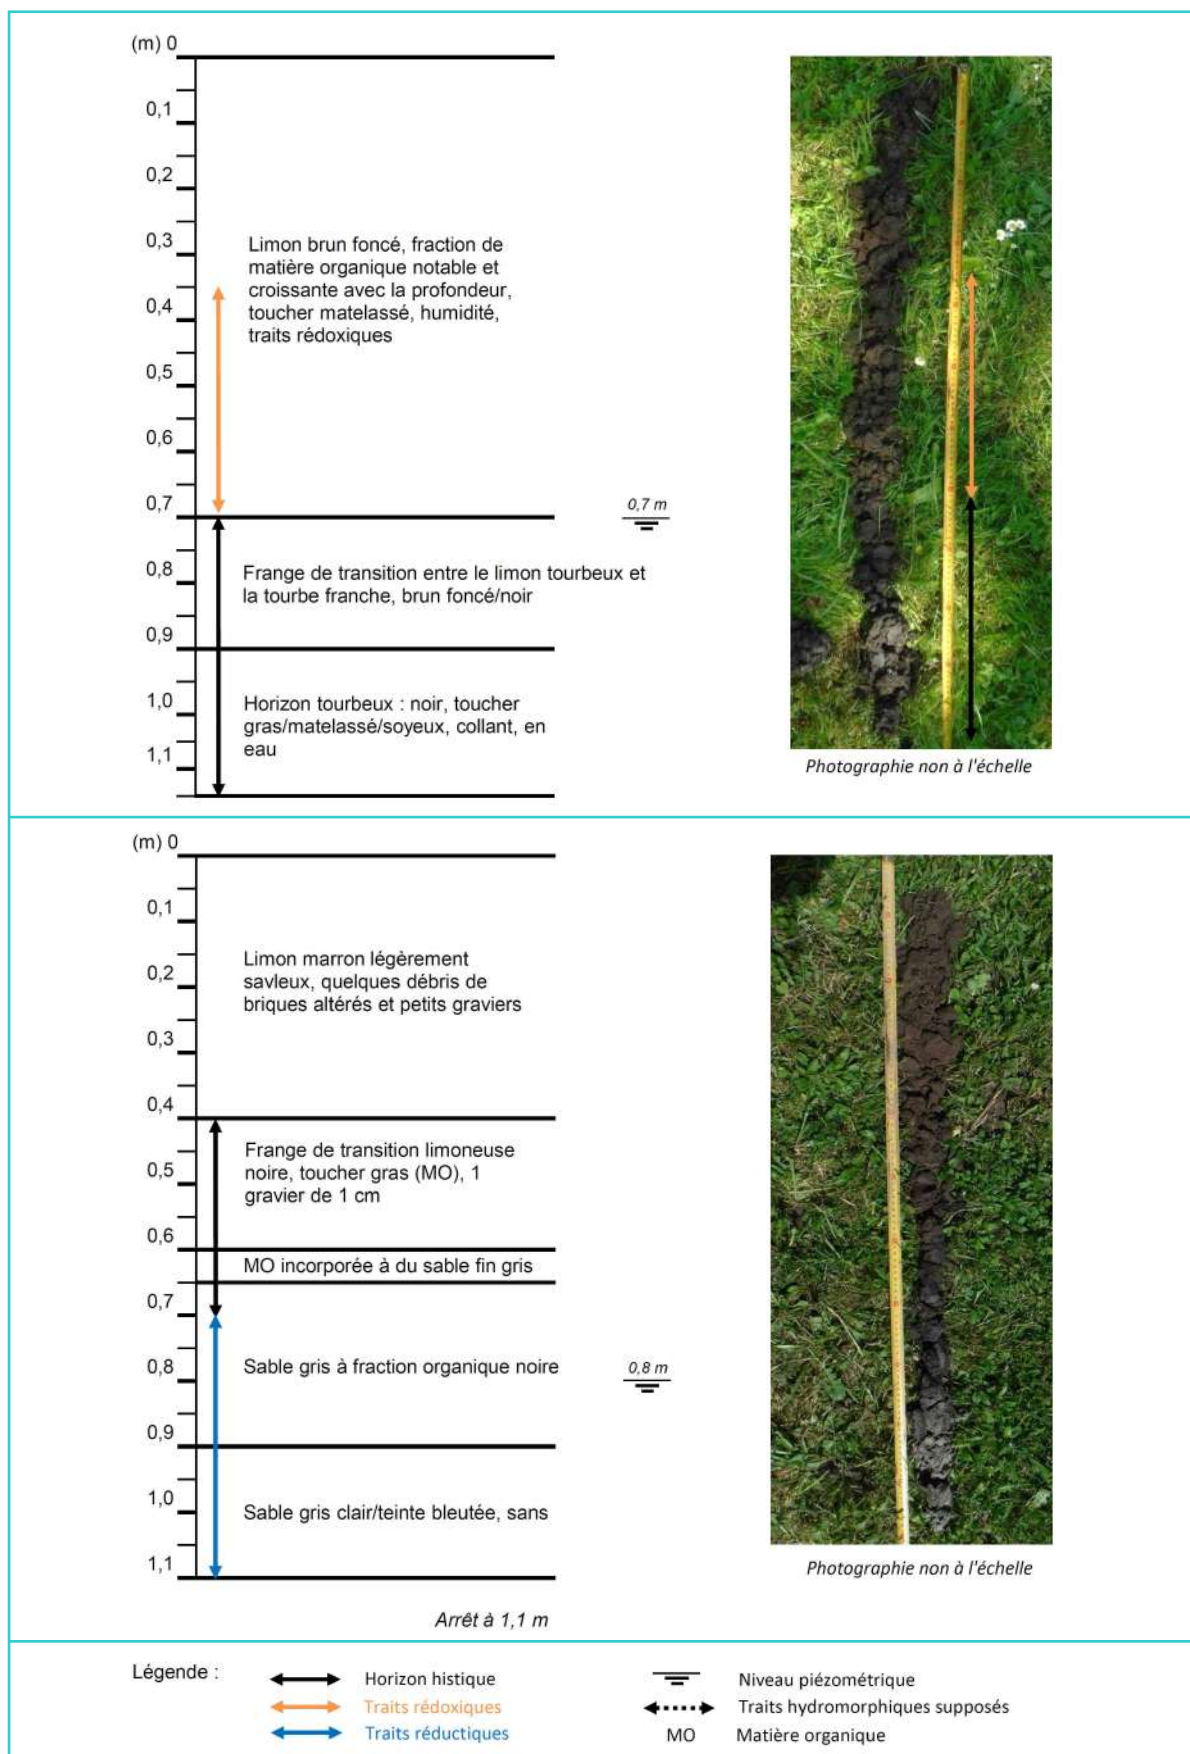 (m) 0
0,1
0,2
0,3
0,4
0,5
0,6
0,7
0,8
0,9
1,0
1,1
Limon brun foncé, fraction de
matière organique notable et
croissante avec la profondeur,
toucher matelassé, humidité,
traits rédoxiques
0,7 m
Frange de transition entre le limon tourbeux et
la tourbe franche, brun foncé/noir
Horizon tourbeux : noir, toucher
gras/matelassé/soyeux, collant, en
eau
Photographie non à l'échelle
(m) 0
0,1
0,2
0,3
0,4
0,5
0,6
0,7
0,8
0,9
1,0
1,1
Limon marron légèrement
savleux, quelques débris de
briques altérés et petits graviers
Frange de transition limoneuse
noire, toucher gras (MO), 1
gravier de 1 cm
MO incorporée à du sable fin gris
Sable gris à fraction organique noire
0,8 m
Sable gris clair/teinte bleutée, sans
Photographie non à l'échelle
Arrêt à 1,1 m
Légende :
Horizon histique
Traits rédoxiques
Traits réductiques
Niveau piézométrique
Traits hydromorphiques supposés
MO Matière organique